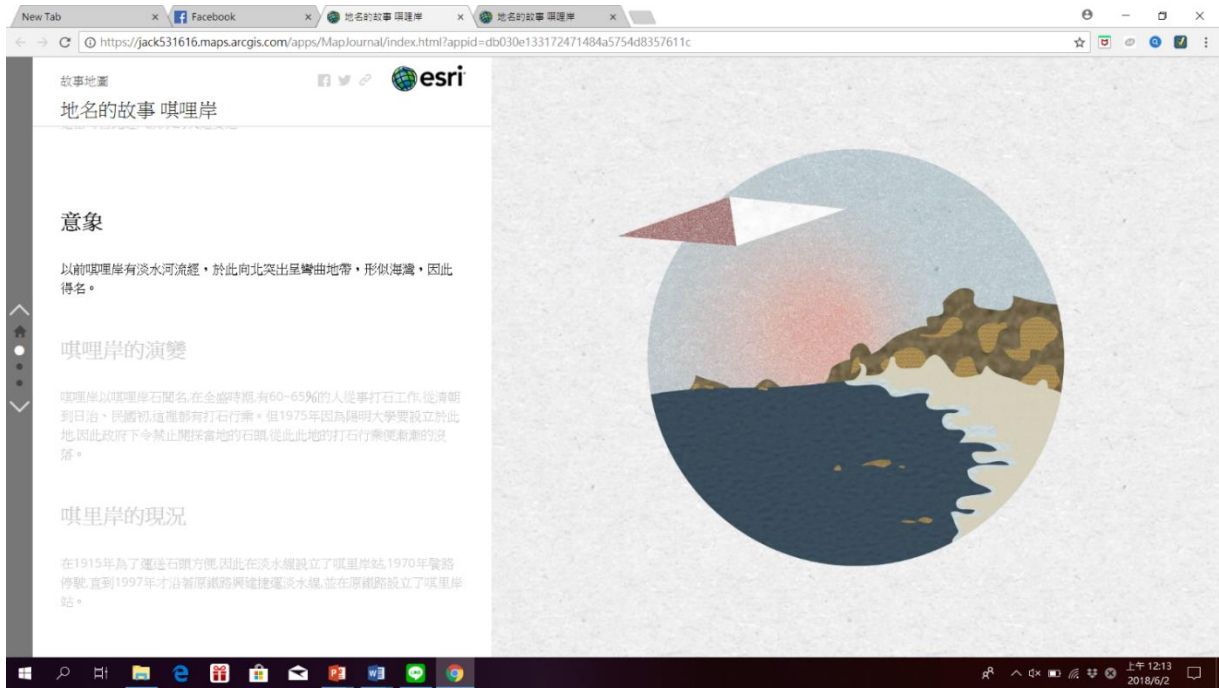 New Tab
Facebook
地名的故事 唭哩岸
地名的故事 唭哩岸
https://jack531616.maps.arcgis.com/apps/MapJournal/index.html?appid=db030e133172471484a5754d8357611c
故事地圖
esri
地名的故事 唭哩岸
意象
以前唭哩岸有淡水河流經，於此向北突出呈彎曲地帶，形似海灣，因此
得名。
唭哩岸的演變
唭哩岸以唭哩岸石聞名,在全盛時期,有60-65%的人從事打石工作,從清朝
到日治、民國初,這裡都有打石行業。但1975年因為陽明大學要設立於此
地,因此政府下令禁止開採當地的石頭,從此此地的打石行業便漸漸的沒
落。
唭里岸的現況
在1915年為了運送石頭方便,因此在淡水線設立了唭里岸站,1970年
停駛,直到1997年才沿著原鐵路興建捷運淡水線,並在原鐵路設立了唭里岸
站。
上午 12:13
2018/6/2